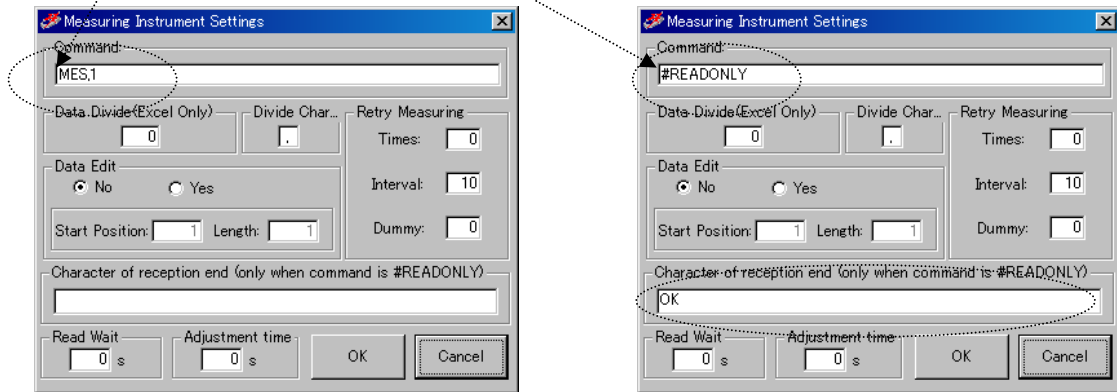 Measuring Instrument Settings
Command:
MES,1
Data Divide(Excel Only)
0
Divide Char...
,
Retry Measuring
Times: 0
Interval: 10
Dummy: 0
Data Edit
No Yes
Start Position: 1 Length: 1
Character of reception end (only when command is #READONLY)
Read Wait
0 s
Adjustment time
0 s
OK
Cancel
Measuring Instrument Settings
Command:
#READONLY
Data Divide(Excel Only)
0
Divide Char...
,
Retry Measuring
Times: 0
Interval: 10
Dummy: 0
Data Edit
No Yes
Start Position: 1 Length: 1
Character of reception end (only when command is #READONLY)
OK
Read Wait
0 s
Adjustment time
0 s
OK
Cancel